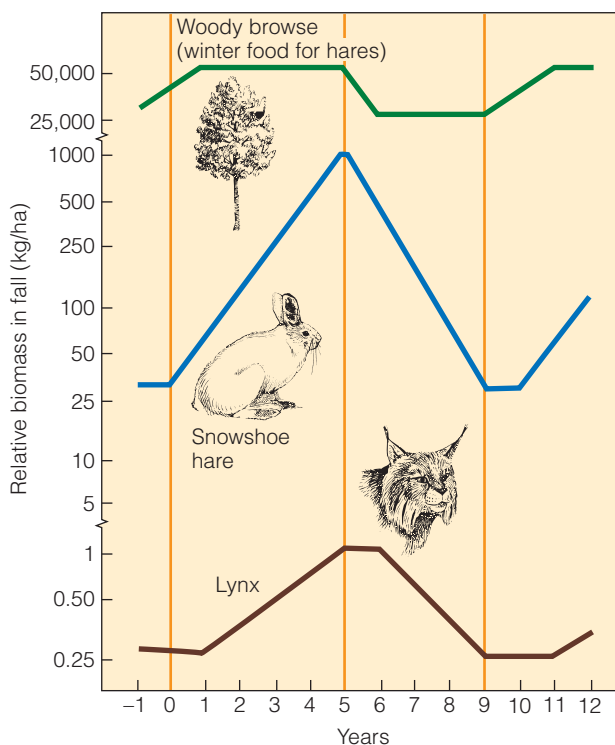 Woody browse
(winter food for hares)
50,000
25,000
1000
500
250
100
50
25
10
5
1
0.50
0.25
Relative biomass in fall (kg/ha)
Snowshoe
hare
Lynx
–1 0 1 2 3 4 5 6 7 8 9 10 11 12
Years